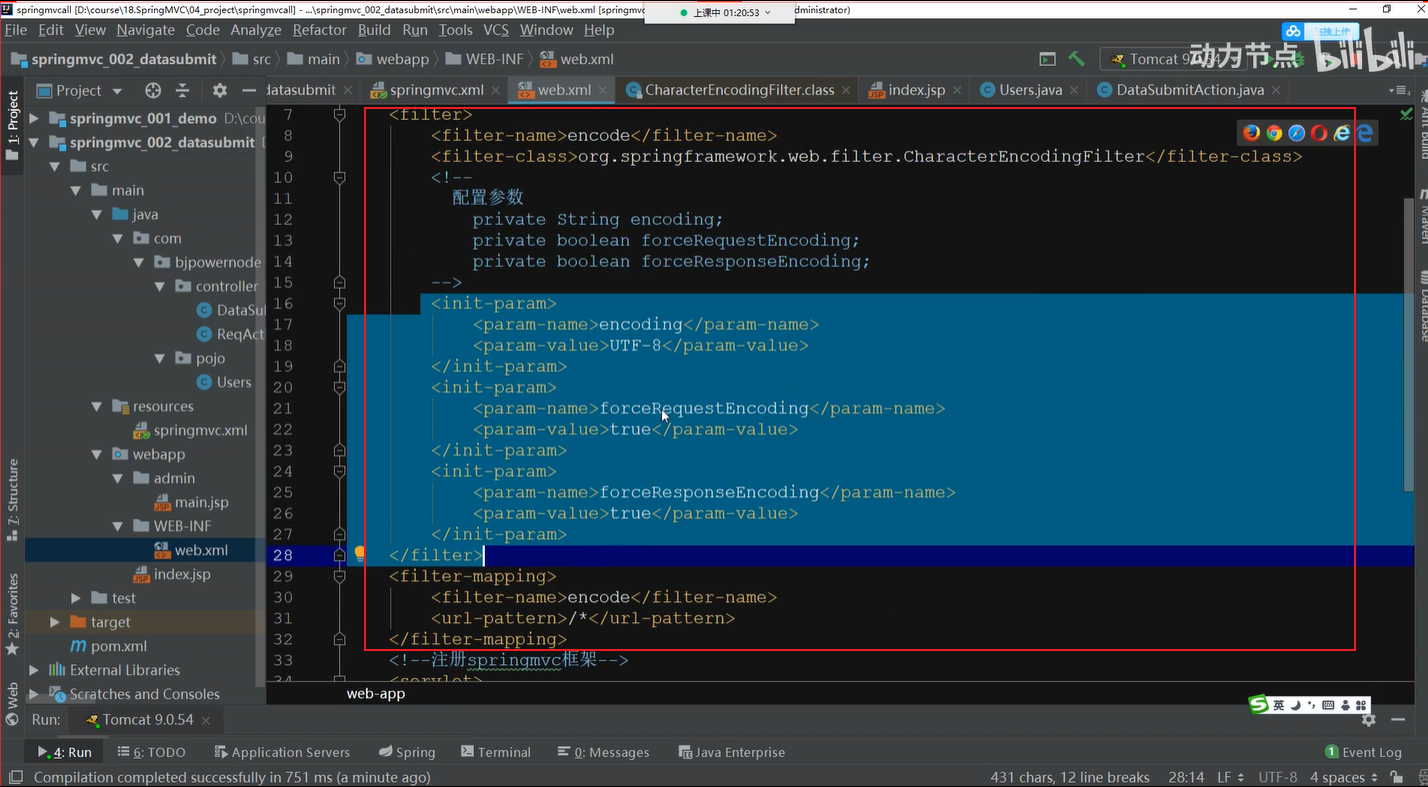 springmvcall [D:\course\18.SpringMVC\04_project\springmvcall] - ...\springmvc_002_datasubmit\src\main\webapp\WEB-INF\web.xml [springmvc
上课中 01:20:53
dministrator)
File Edit View Navigate Code Analyze Refactor Build Run Tools VCS Window Help
springmvc_002_datasubmit src main webapp WEB-INF web.xml
Tomcat
动力节点 bilibili
Project
datasubmit springmvc.xml web.xml CharacterEncodingFilter.class index.jsp Users.java DataSubmitAction.java
1: Project
7: Structure
2: Favorites
Web
Maven
Database
springmvc_001_demo D:\cou
springmvc_002_datasubmit
src
main
java
com
bjpowernode
controller
DataSu
ReqAct
pojo
Users
resources
springmvc.xml
webapp
admin
main.jsp
WEB-INF
web.xml
index.jsp
test
target
pom.xml
External Libraries
Scratches and Consoles
7 <filter>
8 <filter-name>encode</filter-name>
9 <filter-class>org.springframework.web.filter.CharacterEncodingFilter</filter-class>
10 <!--
11 配置参数
12 private String encoding;
13 private boolean forceRequestEncoding;
14 private boolean forceResponseEncoding;
15 -->
16 <init-param>
17 <param-name>encoding</param-name>
18 <param-value>UTF-8</param-value>
19 </init-param>
20 <init-param>
21 <param-name>forceRequestEncoding</param-name>
22 <param-value>true</param-value>
23 </init-param>
24 <init-param>
25 <param-name>forceResponseEncoding</param-name>
26 <param-value>true</param-value>
27 </init-param>
28 </filter>
29 <filter-mapping>
30 <filter-name>encode</filter-name>
31 <url-pattern>/*</url-pattern>
32 </filter-mapping>
33 <!--注册springmvc框架-->
34 <servlet>
web-app
英
Run: Tomcat 9.0.54
4: Run 6: TODO Application Servers Spring Terminal 0: Messages Java Enterprise 1 Event Log
Compilation completed successfully in 751 ms (a minute ago) 431 chars, 12 line breaks 28:14 LF UTF-8 4 spaces